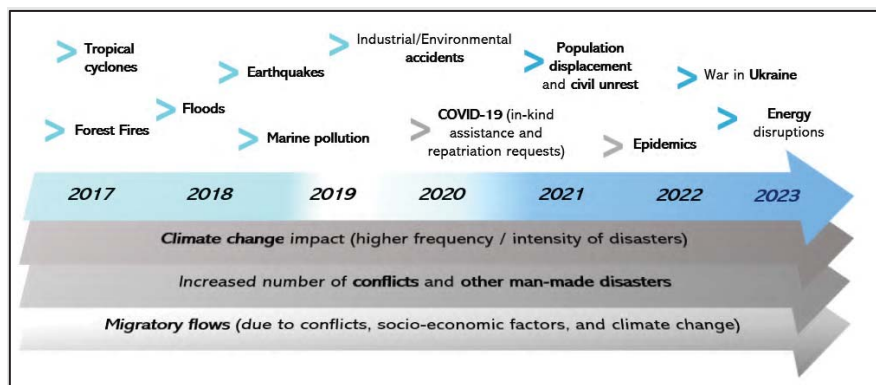 Tropical
cyclones
Forest Fires
Floods
Earthquakes
Marine pollution
Industrial/Environmental
accidents
COVID-19 (in-kind
assistance and
repatriation requests)
Population
displacement
and civil unrest
Epidemics
War in Ukraine
Energy
disruptions
2017 2018 2019 2020 2021 2022 2023
Climate change impact (higher frequency / intensity of disasters)
Increased number of conflicts and other man-made disasters
Migratory flows (due to conflicts, socio-economic factors, and climate change)